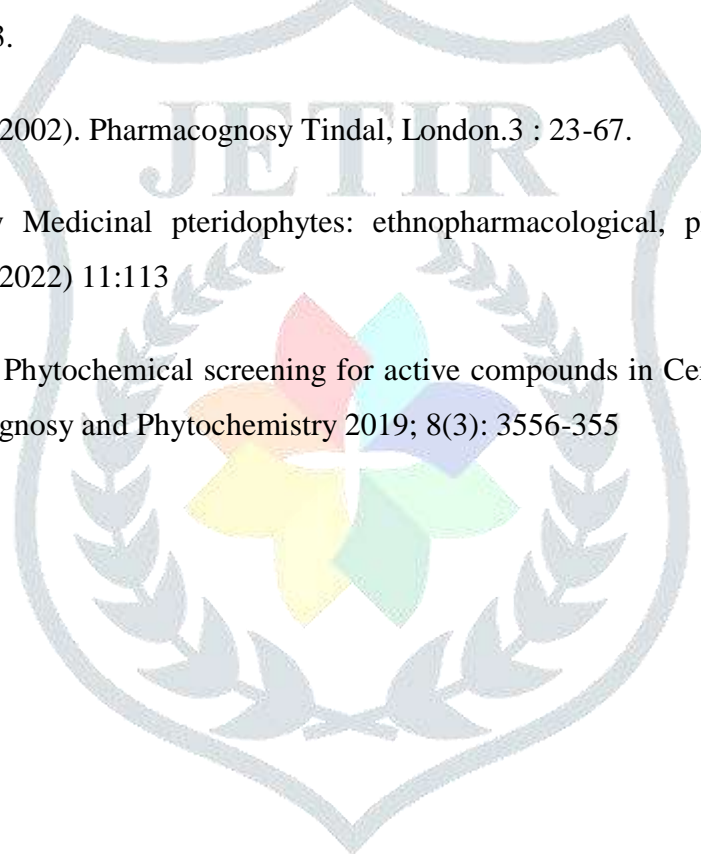 3.
2002). Pharmacognosy Tindal, London.3 : 23-67.
JETIR
Medicinal pteridophytes: ethnopharmacological, p
2022) 11:113
Phytochemical screening for active compounds in Ce
gnosy and Phytochemistry 2019; 8(3): 3556-355